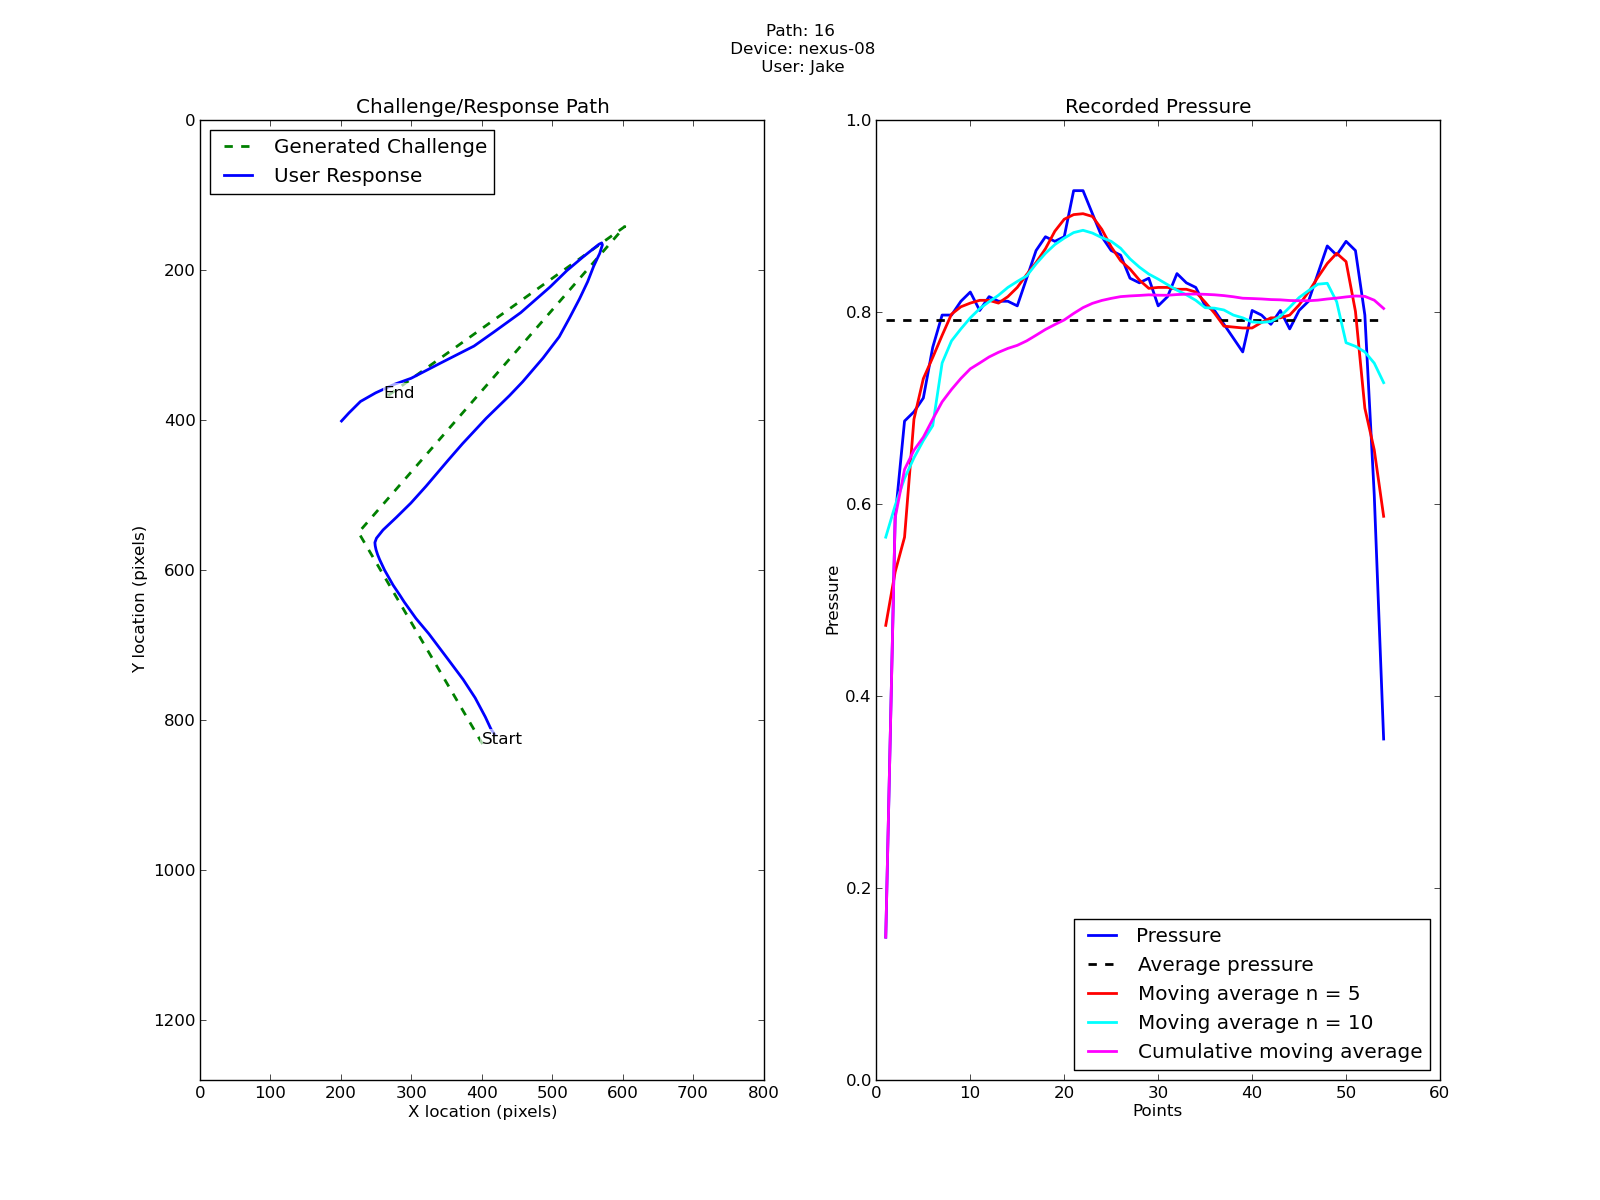 Path: 16
Device: nexus-08
User: Jake
Challenge/Response Path
Generated Challenge
User Response
0
200
400
600
800
1000
1200
Y location (pixels)
End
Start
0 100 200 300 400 500 600 700 800
X location (pixels)
Recorded Pressure
1.0
0.8
0.6
0.4
0.2
0.0
Pressure
Pressure
Average pressure
Moving average n = 5
Moving average n = 10
Cumulative moving average
0 10 20 30 40 50 60
Points